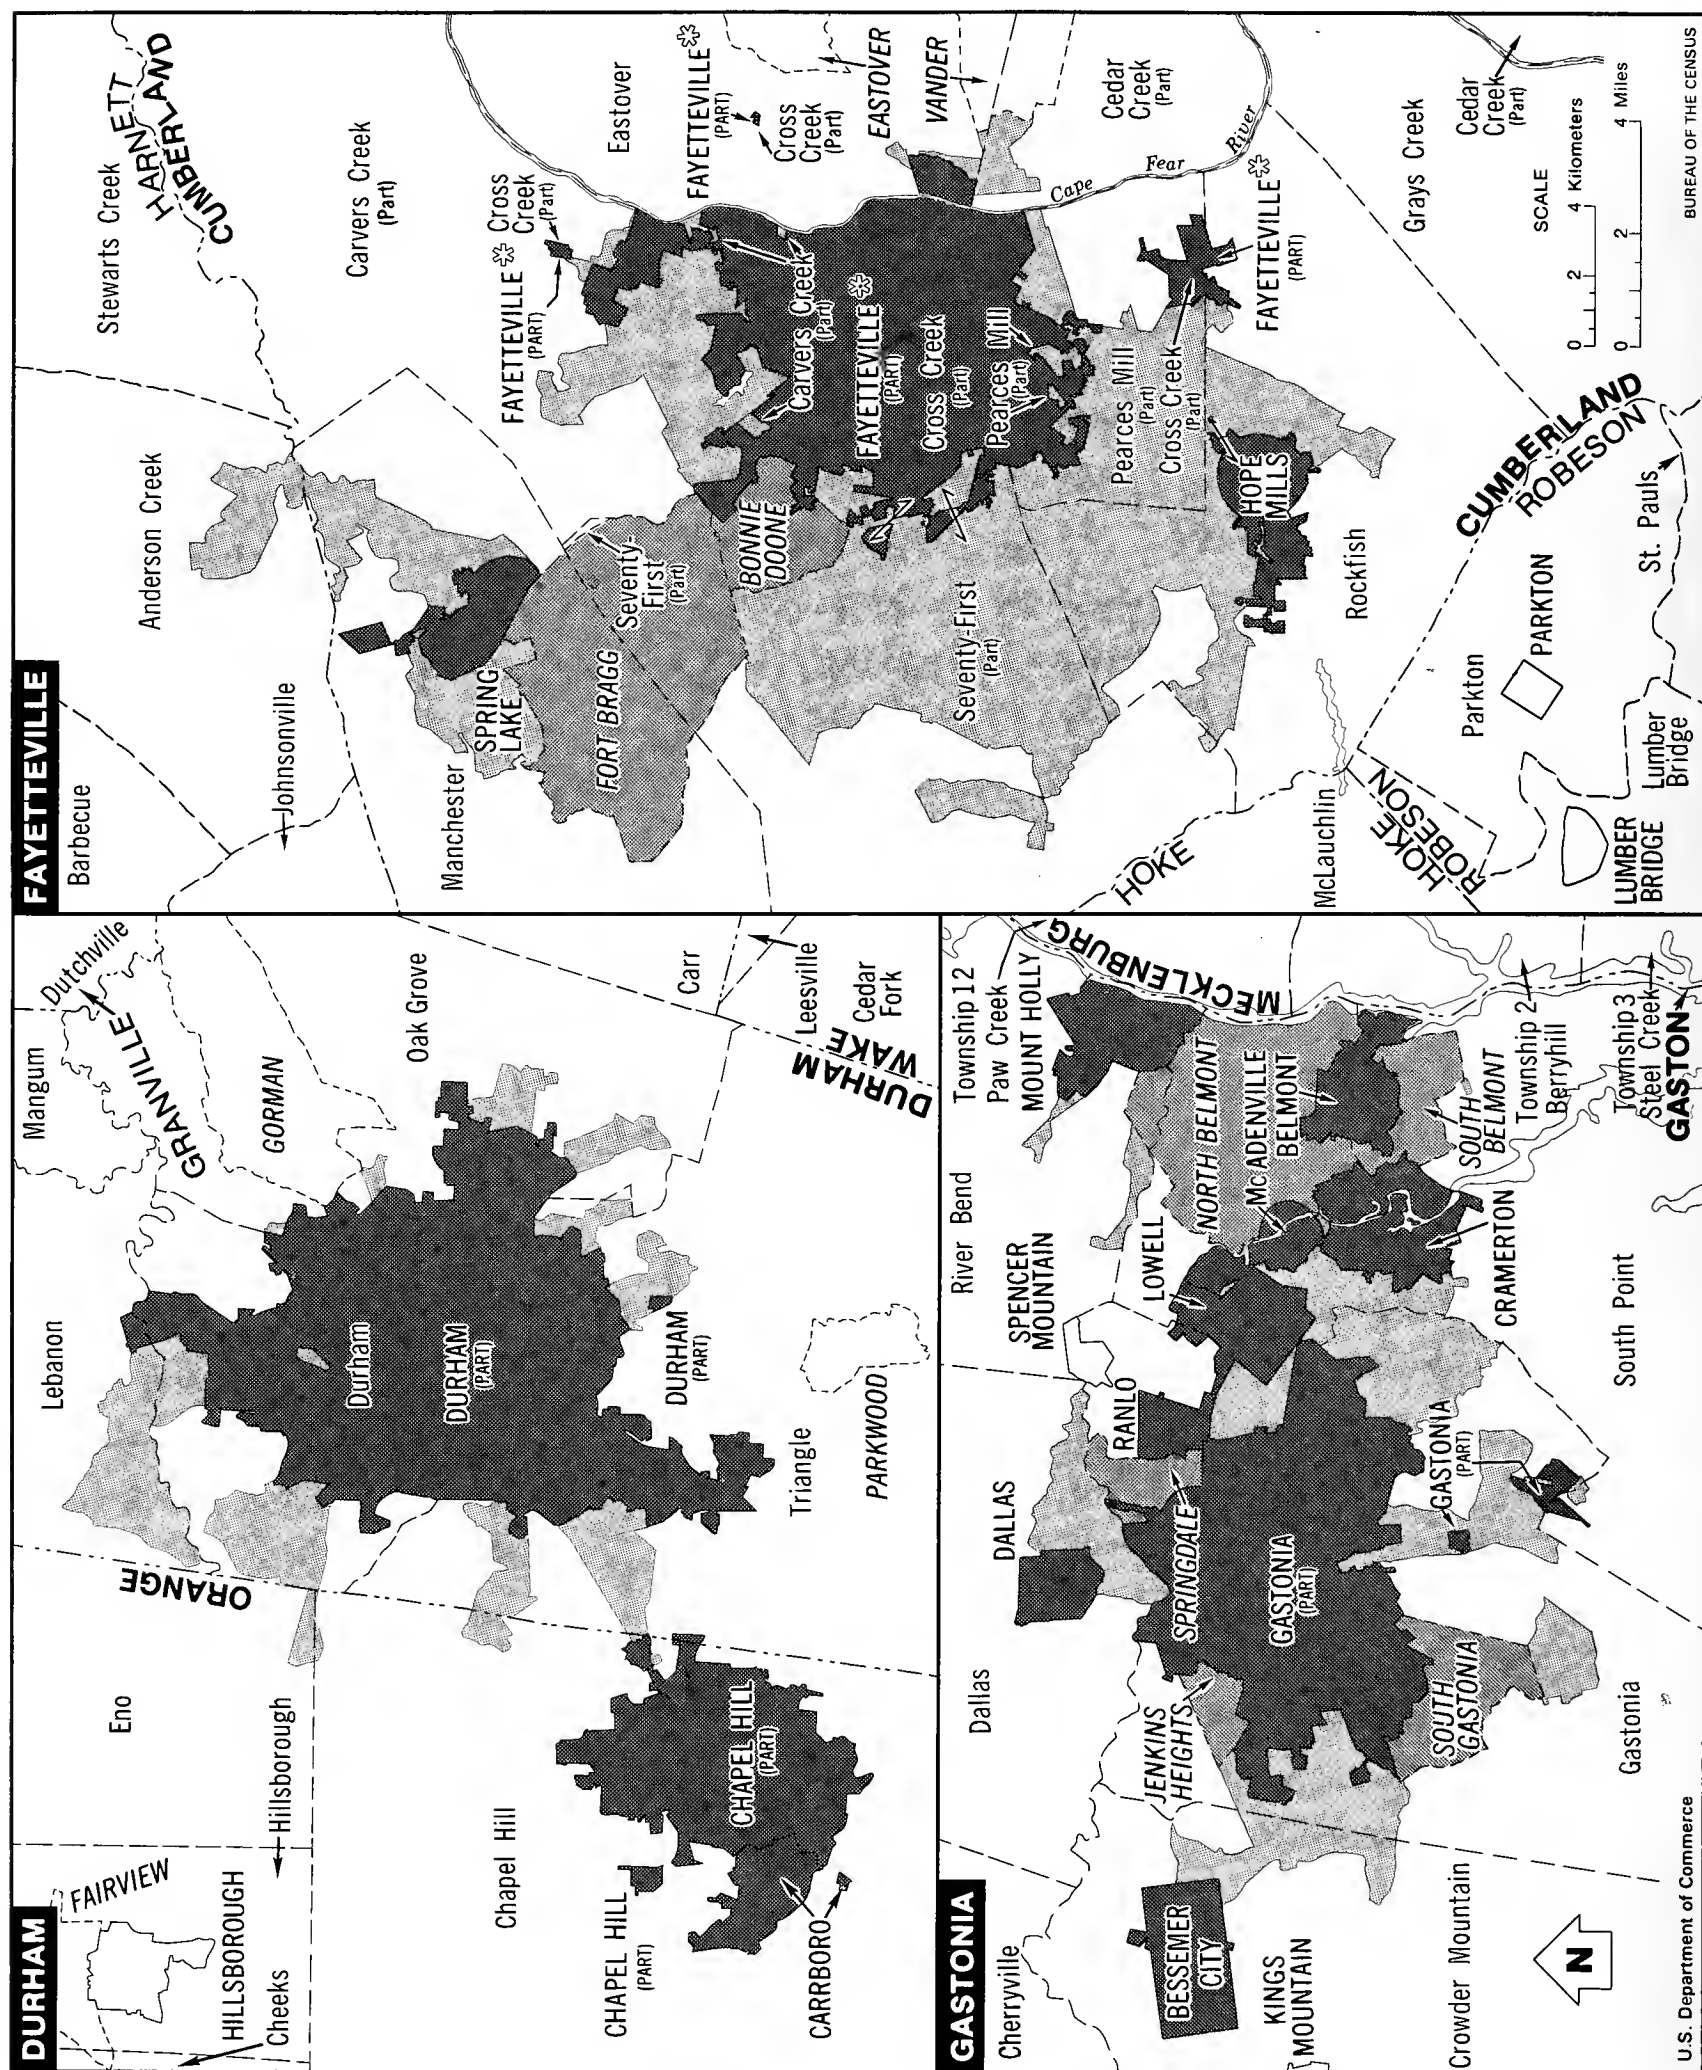 DURHAM
FAIRVIEW
HILLSBOROUGH
Cheeks
Hillsborough
Eno
ORANGE
Lebanon
Mangum
Dutchville
GRANVILLE
GORMAN
Oak Grove
Carr
Leesville
Cedar
Fork
WAKE
DURHAM
Durham
DURHAM
(PART)
DURHAM
(PART)
Triangle
PARKWOOD
Chapel Hill
CHAPEL HILL
(PART)
CHAPEL HILL
(PART)
CARRBORO
FAYETTEVILLE
Barbecue
Johnsonville
Anderson Creek
Stewarts Creek
HARNETT
CUMBERLAND
Manchester
SPRING
LAKE
FORT BRAGG
Seventy-
First
(Part)
BONNIE
DOONE
Carvers Creek
(Part)
FAYETTEVILLE
(PART)
Cross
Creek
(Part)
Eastover
FAYETTEVILLE
(PART)
Cross
Creek
(Part)
EASTOVER
VANDER
Carvers Creek
(Part)
FAYETTEVILLE
(PART)
Cross Creek
(Part)
Pearces Mill
(Part)
Pearces Mill
(Part)
Cross Creek
(Part)
Cedar
Creek
(Part)
Cape Fear River
FAYETTEVILLE
(PART)
Seventy-First
(Part)
HOPE
MILLS
Rockfish
Grays Creek
Cedar
Creek
(Part)
HOKE
McLauchlin
HOKE
ROBESON
Parkton
PARKTON
CUMBERLAND
ROBESON
St. Pauls
LUMBER
BRIDGE
Lumber
Bridge
SCALE
0 2 4 Kilometers
0 2 4 Miles
BUREAU OF THE CENSUS
GASTONIA
Cherryville
Dallas
DALLAS
SPENCER
MOUNTAIN
River Bend
Township 12
Paw Creek
MOUNT HOLLY
MECKLENBURG
RANLO
LOWELL
NORTH BELMONT
McADENVILLE
BELMONT
BESSEMER
CITY
JENKINS
HEIGHTS
SPRINGDALE
GASTONIA
(PART)
GASTONIA
(PART)
CRAMERTON
SOUTH
BELMONT
Township 2
Berryhill
Township 3
Steel Creek
GASTON
KINGS
MOUNTAIN
Crowder Mountain
SOUTH
GASTONIA
Gastonia
South Point
N
U.S. Department of Commerce